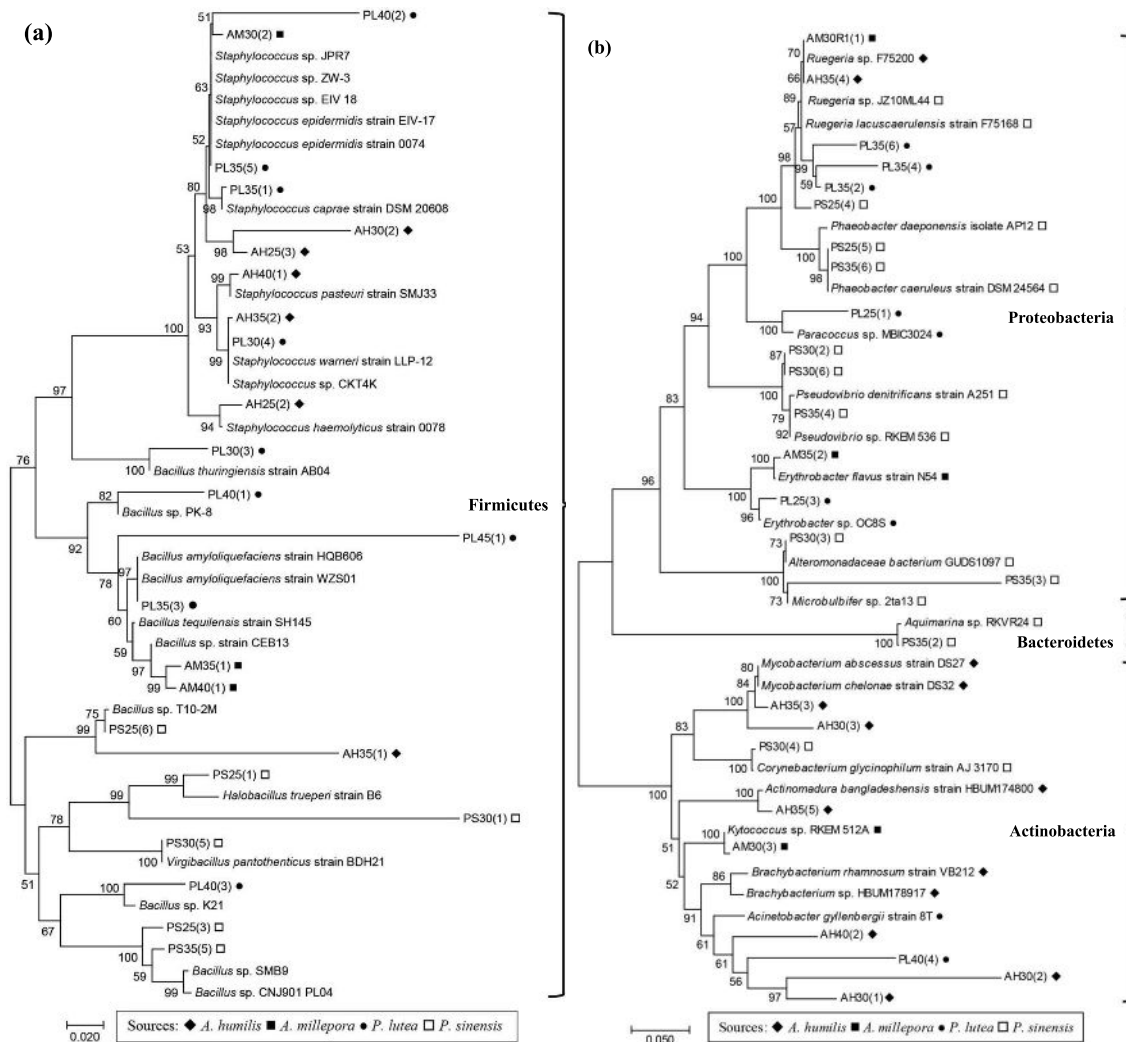 (a)
51
PL40(2) ●
AM30(2) ■
Staphylococcus sp. JPR7
Staphylococcus sp. ZW-3
63
Staphylococcus sp. EIV 18
Staphylococcus epidermidis strain EIV-17
52
Staphylococcus epidermidis strain 0074
PL35(5) ●
80
PL35(1) ●
98
Staphylococcus caprae strain DSM 20608
AH30(2) ◆
53
98
AH25(3) ◆
AH40(1) ◆
99
Staphylococcus pasteuri strain SMJ33
AH35(2) ◆
100
93
PL30(4) ●
99
Staphylococcus warneri strain LLP-12
Staphylococcus sp. CKT4K
97
AH25(2) ◆
94
Staphylococcus haemolyticus strain 0078
PL30(3) ●
76
100
Bacillus thuringiensis strain AB04
82
PL40(1) ●
Bacillus sp. PK-8
Firmicutes
92
PL45(1) ●
Bacillus amyloliquefaciens strain HQB606
97
78
Bacillus amyloliquefaciens strain WZS01
PL35(3) ●
60
Bacillus tequilensis strain SH145
Bacillus sp. strain CEB13
59
97
AM35(1) ■
99
AM40(1) ■
75
Bacillus sp. T10-2M
99
PS25(6) □
AH35(1) ◆
99
PS25(1) □
99
Halobacillus trueperi strain B6
PS30(1) □
78
PS30(5) □
100
Virgibacillus pantothenticus strain BDH21
51
100
PL40(3) ●
Bacillus sp. K21
67
PS25(3) □
100
PS35(5) □
59
Bacillus sp. SMB9
99
Bacillus sp. CNJ901 PL04
0.020
Sources: ◆ A. humilis ■ A. millepora ● P. lutea □ P. sinensis
(b)
AM30R1(1) ■
70
Ruegeria sp. F75200 ◆
66
AH35(4) ◆
89
Ruegeria sp. JZ10ML44 □
57
Ruegeria lacuscaerulensis strain F75168 □
PL35(6) ●
98
99
PL35(4) ●
59
PL35(2) ●
100
PS25(4) □
Phaeobacter daeponensis isolate AP12 □
100
PS25(5) □
PS35(6) □
100
98
Phaeobacter caeruleus strain DSM 24564 □
PL25(1) ●
Proteobacteria
94
100
Paracoccus sp. MBIC3024 ●
87
PS30(2) □
PS30(6) □
83
100
Pseudovibrio denitrificans strain A251 □
79
PS35(4) □
92
Pseudovibrio sp. RKEM 536 □
100
AM35(2) ■
Erythrobacter flavus strain N54 ■
96
100
PL25(3) ●
96
Erythrobacter sp. OC8S ●
73
PS30(3) □
Alteromonadaceae bacterium GUDS1097 □
100
PS35(3) □
73
Microbulbifer sp. 2ta13 □
Aquimarina sp. RKVR24 □
100
PS35(2) □
Bacteroidetes
80
Mycobacterium abscessus strain DS27 ◆
84
Mycobacterium chelonae strain DS32 ◆
100
AH35(3) ◆
83
AH30(3) ◆
PS30(4) □
100
Corynebacterium glycinophilum strain AJ 3170 □
100
Actinomadura bangladeshensis strain HBUM174800 ◆
100
AH35(5) ◆
100
Kytococcus sp. RKEM 512A ■
Actinobacteria
51
AM30(3) ■
52
86
Brachybacterium rhamnosum strain VB212 ◆
Brachybacterium sp. HBUM178917 ◆
91
Acinetobacter gyllenbergii strain 8T ●
61
AH40(2) ◆
61
PL40(4) ●
56
AH30(2) ◆
97
AH30(1) ◆
0.050
Sources: ◆ A. humilis ■ A. millepora ● P. lutea □ P. sinensis